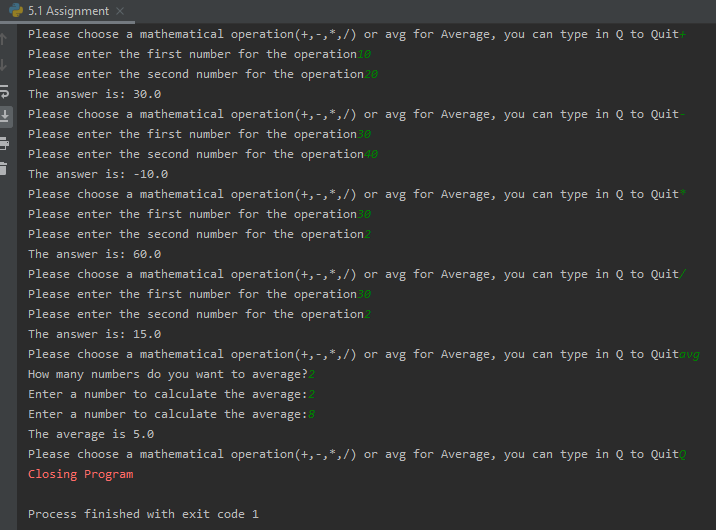 5.1 Assignment
Please choose a mathematical operation(+,-,*,/) or avg for Average, you can type in Q to Quit+
Please enter the first number for the operation10
Please enter the second number for the operation20
The answer is: 30.0
Please choose a mathematical operation(+,-,*,/) or avg for Average, you can type in Q to Quit-
Please enter the first number for the operation30
Please enter the second number for the operation40
The answer is: -10.0
Please choose a mathematical operation(+,-,*,/) or avg for Average, you can type in Q to Quit*
Please enter the first number for the operation30
Please enter the second number for the operation2
The answer is: 60.0
Please choose a mathematical operation(+,-,*,/) or avg for Average, you can type in Q to Quit/
Please enter the first number for the operation30
Please enter the second number for the operation2
The answer is: 15.0
Please choose a mathematical operation(+,-,*,/) or avg for Average, you can type in Q to Quitavg
How many numbers do you want to average?2
Enter a number to calculate the average:2
Enter a number to calculate the average:8
The average is 5.0
Please choose a mathematical operation(+,-,*,/) or avg for Average, you can type in Q to QuitQ
Closing Program
Process finished with exit code 1